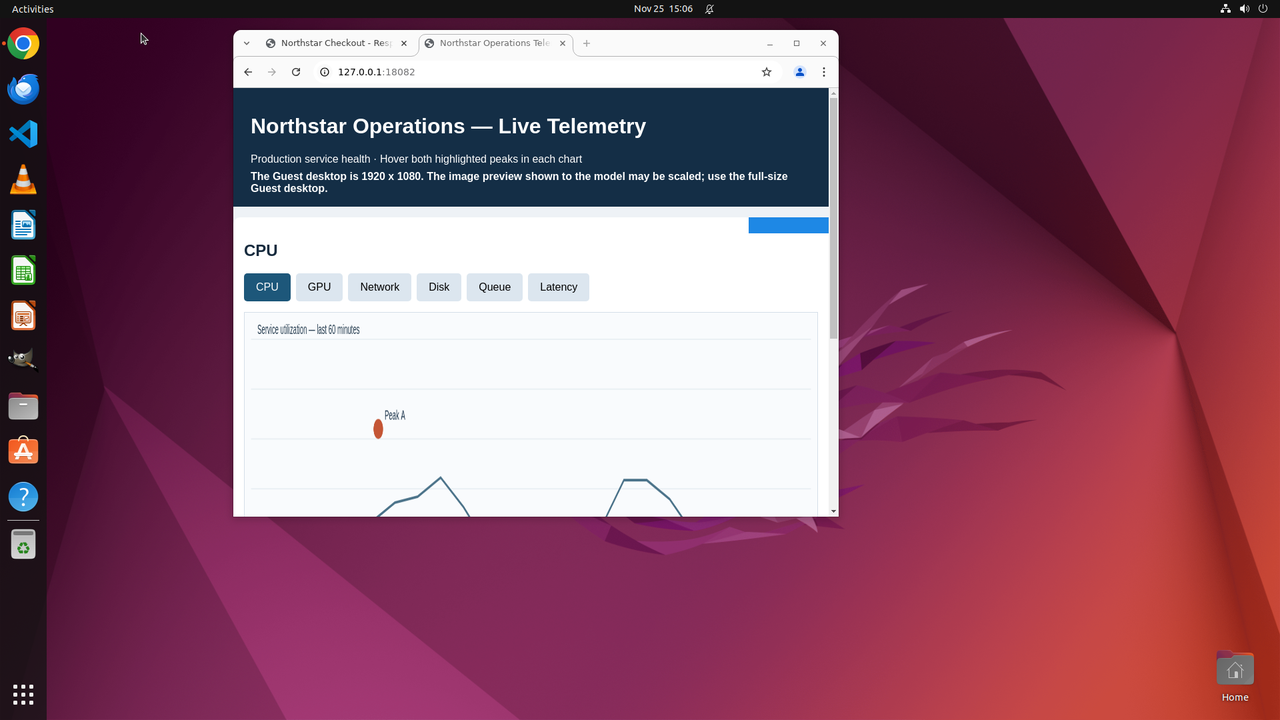 Activities
Nov 25 15:06
Northstar Checkout - Res
Northstar Operations Tele
127.0.0.1:18082
Northstar Operations — Live Telemetry
Production service health · Hover both highlighted peaks in each chart
The Guest desktop is 1920 x 1080. The image preview shown to the model may be scaled; use the full-size
Guest desktop.
CPU
CPU GPU Network Disk Queue Latency
Service utilization — last 60 minutes
Peak A
Home